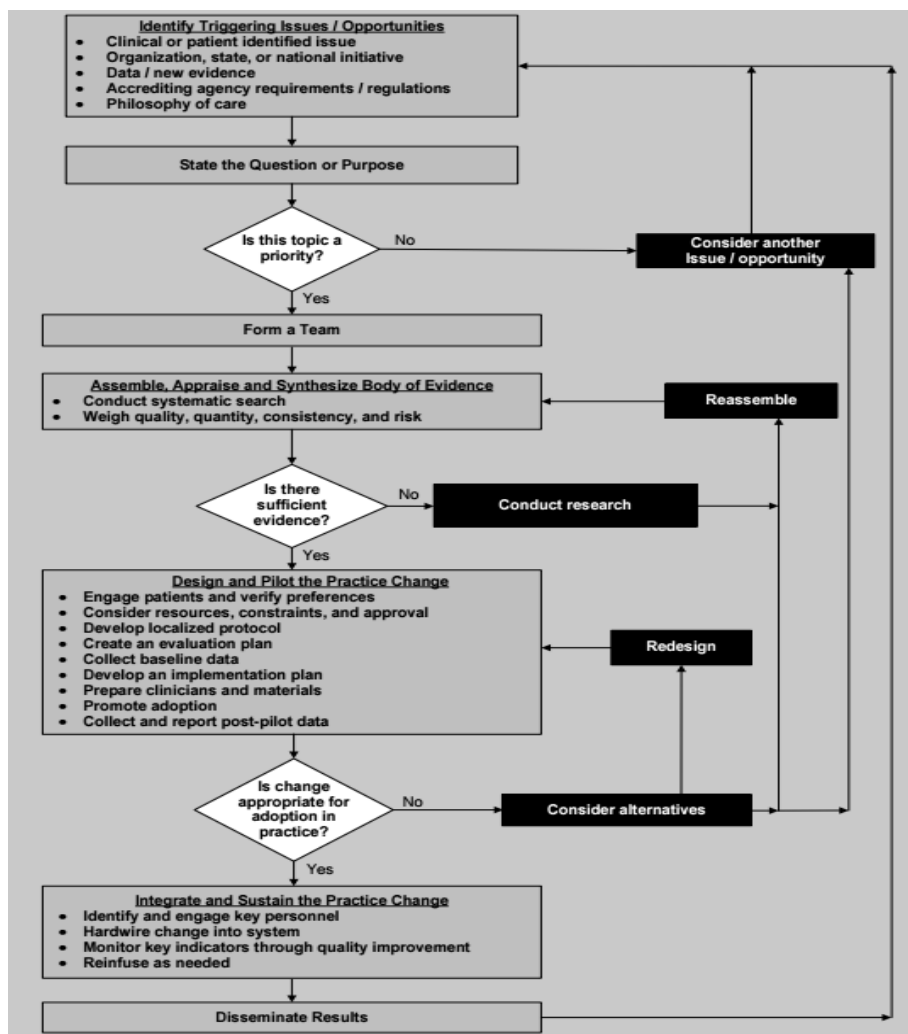 Identify Triggering Issues / Opportunities
• Clinical or patient identified issue
• Organization, state, or national initiative
• Data / new evidence
• Accrediting agency requirements / regulations
• Philosophy of care
State the Question or Purpose
Is this topic a
priority?
No
Consider another
Issue / opportunity
Yes
Form a Team
Assemble, Appraise and Synthesize Body of Evidence
• Conduct systematic search
• Weigh quality, quantity, consistency, and risk
Reassemble
Is there
sufficient
evidence?
No
Conduct research
Yes
Design and Pilot the Practice Change
• Engage patients and verify preferences
• Consider resources, constraints, and approval
• Develop localized protocol
• Create an evaluation plan
• Collect baseline data
• Develop an implementation plan
• Prepare clinicians and materials
• Promote adoption
• Collect and report post-pilot data
Redesign
Is change
appropriate for
adoption in
practice?
No
Consider alternatives
Yes
Integrate and Sustain the Practice Change
• Identify and engage key personnel
• Hardwire change into system
• Monitor key indicators through quality improvement
• Reinfuse as needed
Disseminate Results